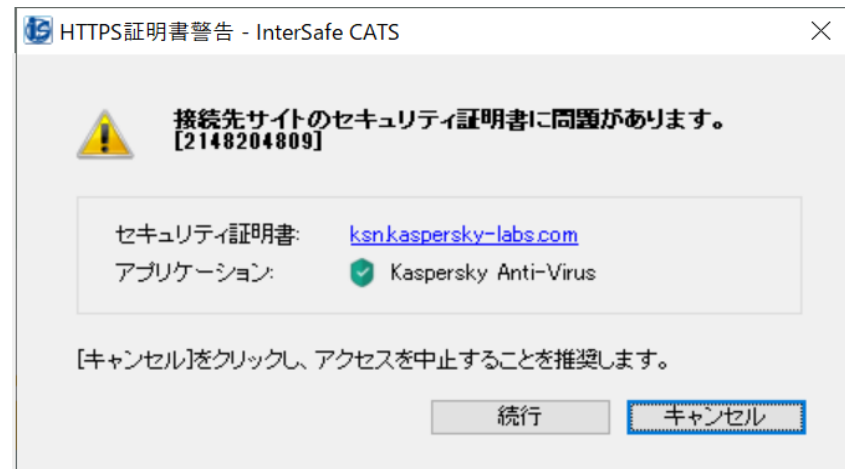 HTTPS証明書警告 - InterSafe CATS
接続先サイトのセキュリティ証明書に問題があります。
[2148204809]
セキュリティ証明書: ksn.kaspersky-labs.com
アプリケーション: Kaspersky Anti-Virus
[キャンセル]をクリックし、アクセスを中止することを推奨します。
続行 キャンセル